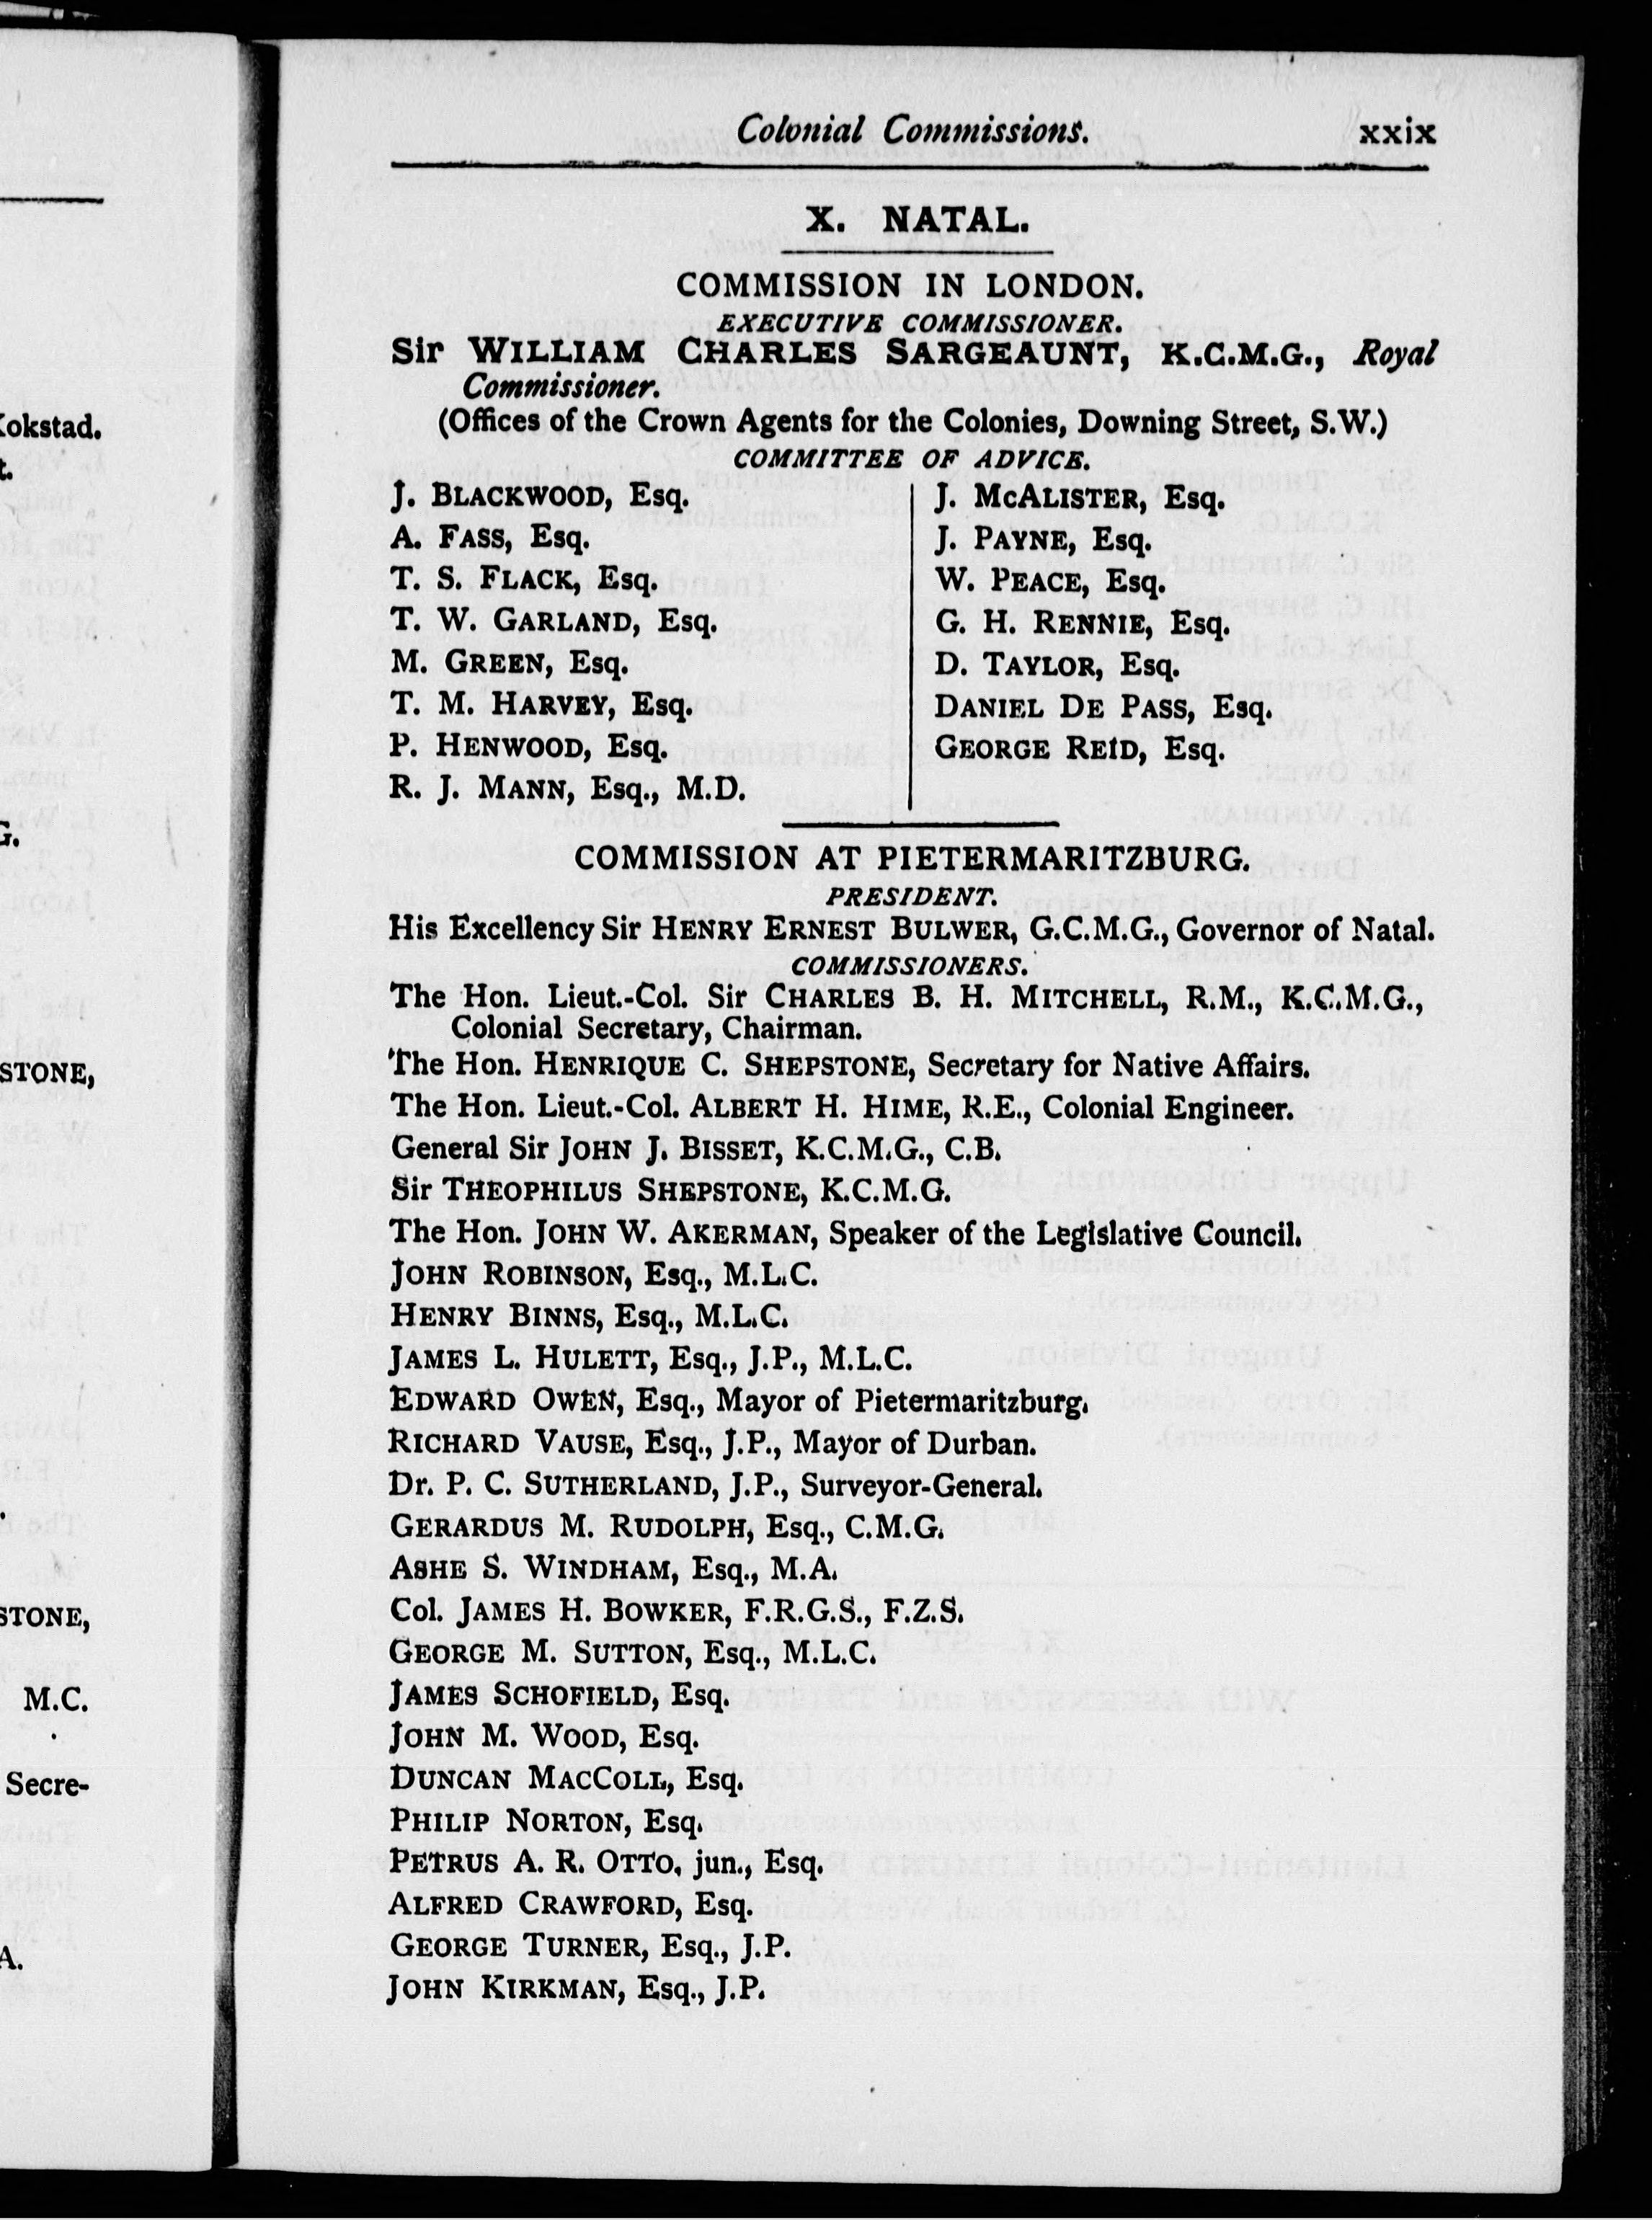 Colonial Commissions. xxix
X. NATAL.
COMMISSION IN LONDON.
EXECUTIVE COMMISSIONER.
Sir WILLIAM CHARLES SARGEAUNT, K.C.M.G., Royal
Commissioner.
(Offices of the Crown Agents for the Colonies, Downing Street, S.W.)
COMMITTEE OF ADVICE.
J. BLACKWOOD, Esq.
A. FASS, Esq.
T. S. FLACK, Esq.
T. W. GARLAND, Esq.
M. GREEN, Esq.
T. M. HARVEY, Esq.
P. HENWOOD, Esq.
R. J. MANN, Esq., M.D.
J. MCALISTER, Esq.
J. PAYNE, Esq.
W. PEACE, Esq.
G. H. RENNIE, Esq.
D. TAYLOR, Esq.
DANIEL DE PASS, Esq.
GEORGE REID, Esq.
COMMISSION AT PIETERMARITZBURG.
PRESIDENT.
His Excellency Sir HENRY ERNEST BULWER, G.C.M.G., Governor of Natal.
COMMISSIONERS.
The Hon. Lieut.-Col. Sir CHARLES B. H. MITCHELL, R.M., K.C.M.G.,
Colonial Secretary, Chairman.
The Hon. HENRIQUE C. SHEPSTONE, Secretary for Native Affairs.
The Hon. Lieut.-Col. ALBERT H. HIME, R.E., Colonial Engineer.
General Sir JOHN J. BISSET, K.C.M.G., C.B.
Sir THEOPHILUS SHEPSTONE, K.C.M.G.
The Hon. JOHN W. AKERMAN, Speaker of the Legislative Council.
JOHN ROBINSON, Esq., M.L.C.
HENRY BINNS, Esq., M.L.C.
JAMES L. HULETT, Esq., J.P., M.L.C.
EDWARD OWEN, Esq., Mayor of Pietermaritzburg.
RICHARD VAUSE, Esq., J.P., Mayor of Durban.
Dr. P. C. SUTHERLAND, J.P., Surveyor-General.
GERARDUS M. RUDOLPH, Esq., C.M.G.
ASHE S. WINDHAM, Esq., M.A.
Col. JAMES H. BOWKER, F.R.G.S., F.Z.S.
GEORGE M. SUTTON, Esq., M.L.C.
JAMES SCHOFIELD, Esq.
JOHN M. WOOD, Esq.
DUNCAN MACCOLL, Esq.
PHILIP NORTON, Esq.
PETRUS A. R. OTTO, jun., Esq.
ALFRED CRAWFORD, Esq.
GEORGE TURNER, Esq., J.P.
JOHN KIRKMAN, Esq., J.P.